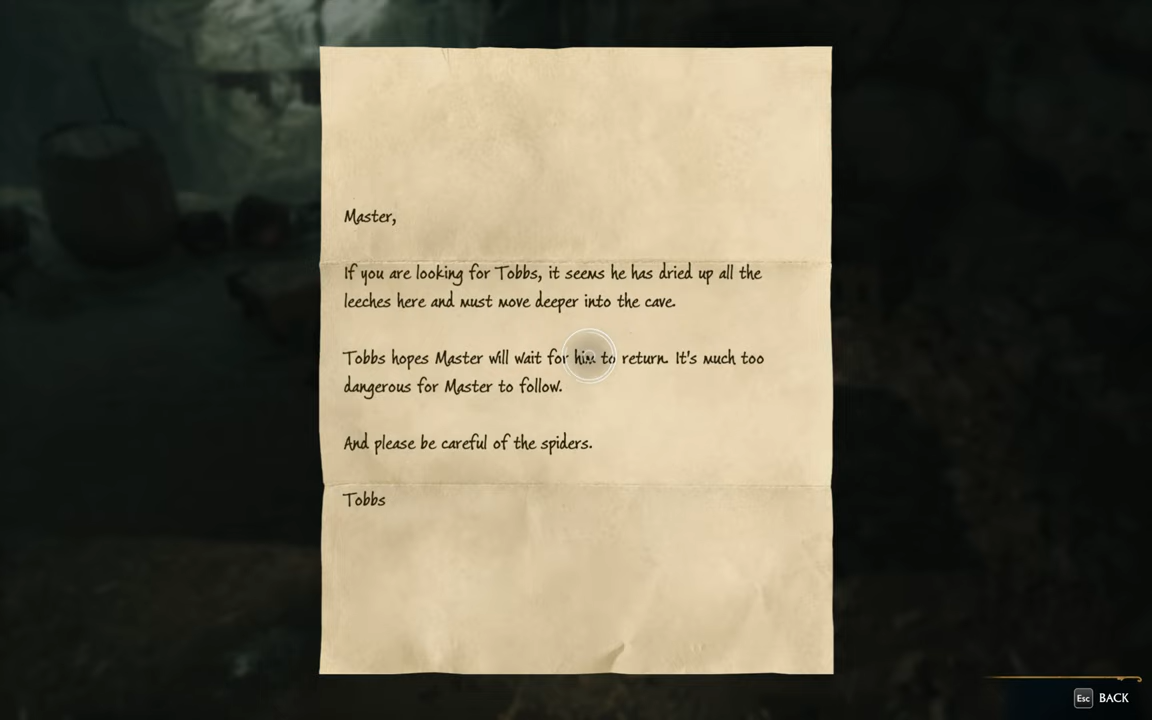 Master,
If you are looking for Tobbs, it seems he has dried up all the
leeches here and must move deeper into the cave.
Tobbs hopes Master will wait for him to return. It's much too
dangerous for Master to follow.
And please be careful of the spiders.
Tobbs
Esc BACK